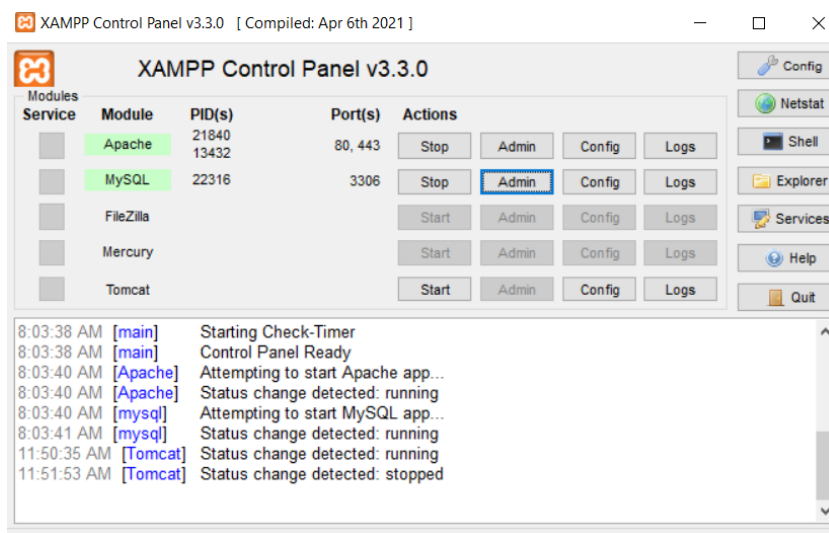 XAMPP Control Panel v3.3.0 [ Compiled: Apr 6th 2021 ]
XAMPP Control Panel v3.3.0
Config
Modules
Service Module PID(s) Port(s) Actions
Netstat
Apache 21840 13432 80, 443 Stop Admin Config Logs
Shell
MySQL 22316 3306 Stop Admin Config Logs
Explorer
FileZilla Start Admin Config Logs
Services
Mercury Start Admin Config Logs
Help
Tomcat Start Admin Config Logs
Quit
8:03:38 AM [main] Starting Check-Timer
8:03:38 AM [main] Control Panel Ready
8:03:40 AM [Apache] Attempting to start Apache app...
8:03:40 AM [Apache] Status change detected: running
8:03:40 AM [mysql] Attempting to start MySQL app...
8:03:41 AM [mysql] Status change detected: running
11:50:35 AM [Tomcat] Status change detected: running
11:51:53 AM [Tomcat] Status change detected: stopped